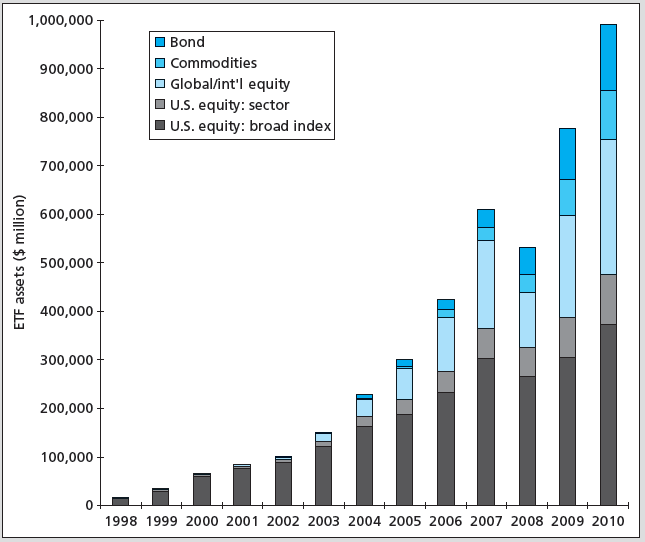 1,000,000
900,000
800,000
700,000
600,000
500,000
400,000
300,000
200,000
100,000
0
ETF assets ($ million)
Bond
Commodities
Global/int'l equity
U.S. equity: sector
U.S. equity: broad index
1998 1999 2000 2001 2002 2003 2004 2005 2006 2007 2008 2009 2010